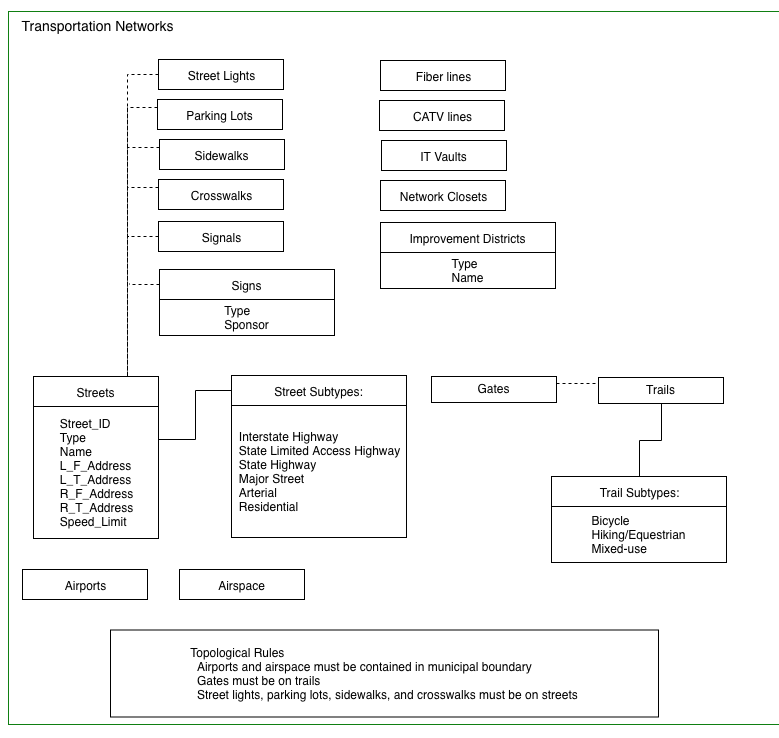 Transportation Networks
Street Lights
Parking Lots
Sidewalks
Crosswalks
Signals
Signs
Type
Sponsor
Fiber lines
CATV lines
IT Vaults
Network Closets
Improvement Districts
Type
Name
Streets
Street_ID
Type
Name
L_F_Address
L_T_Address
R_F_Address
R_T_Address
Speed_Limit
Street Subtypes:
Interstate Highway
State Limited Access Highway
State Highway
Major Street
Arterial
Residential
Gates
Trails
Trail Subtypes:
Bicycle
Hiking/Equestrian
Mixed-use
Airports
Airspace
Topological Rules
Airports and airspace must be contained in municipal boundary
Gates must be on trails
Street lights, parking lots, sidewalks, and crosswalks must be on streets